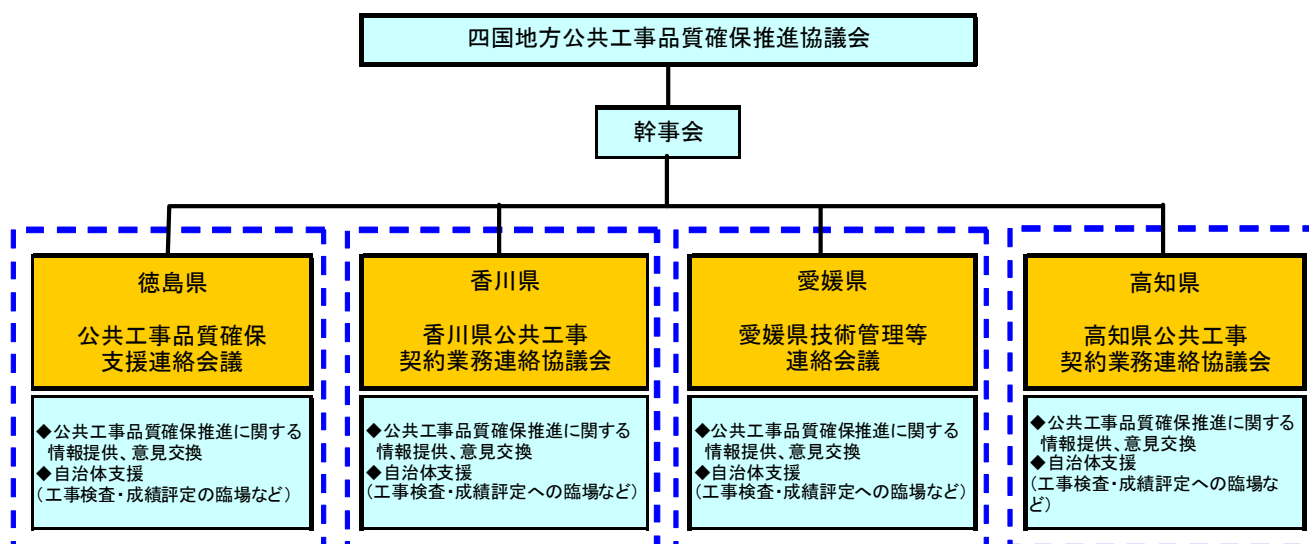 四国地方公共工事品質確保推進協議会
幹事会
徳島県
公共工事品質確保
支援連絡会議
◆公共工事品質確保推進に関する
情報提供、意見交換
◆自治体支援
(工事検査・成績評定の臨場など)
香川県
香川県公共工事
契約業務連絡協議会
◆公共工事品質確保推進に関する
情報提供、意見交換
◆自治体支援
(工事検査・成績評定への臨場など)
愛媛県
愛媛県技術管理等
連絡会議
◆公共工事品質確保推進に関する
情報提供、意見交換
◆自治体支援
(工事検査・成績評定への臨場など)
高知県
高知県公共工事
契約業務連絡協議会
◆公共工事品質確保推進に関する
情報提供、意見交換
◆自治体支援
(工事検査・成績評定への臨場な
ど)